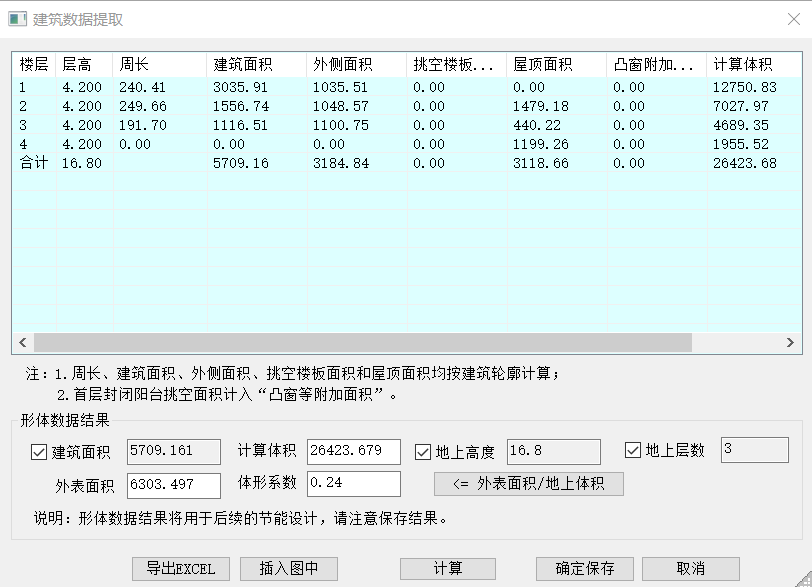 建筑数据提取
楼层 层高 周长 建筑面积 外侧面积 挑空楼板... 屋顶面积 凸窗附加... 计算体积
1 4.200 240.41 3035.91 1035.51 0.00 0.00 0.00 12750.83
2 4.200 249.66 1556.74 1048.57 0.00 1479.18 0.00 7027.97
3 4.200 191.70 1116.51 1100.75 0.00 440.22 0.00 4689.35
4 4.200 0.00 0.00 0.00 0.00 1199.26 0.00 1955.52
合计 16.80 5709.16 3184.84 0.00 3118.66 0.00 26423.68
注：1.周长、建筑面积、外侧面积、挑空楼板面积和屋顶面积均按建筑轮廓计算；
2.首层封闭阳台挑空面积计入“凸窗等附加面积”。
形体数据结果
建筑面积 5709.161 计算体积 26423.679 地上高度 16.8 地上层数 3
外表面积 6303.497 体形系数 0.24 <= 外表面积/地上体积
说明：形体数据结果将用于后续的节能设计，请注意保存结果。
导出EXCEL 插入图中 计算 确定保存 取消